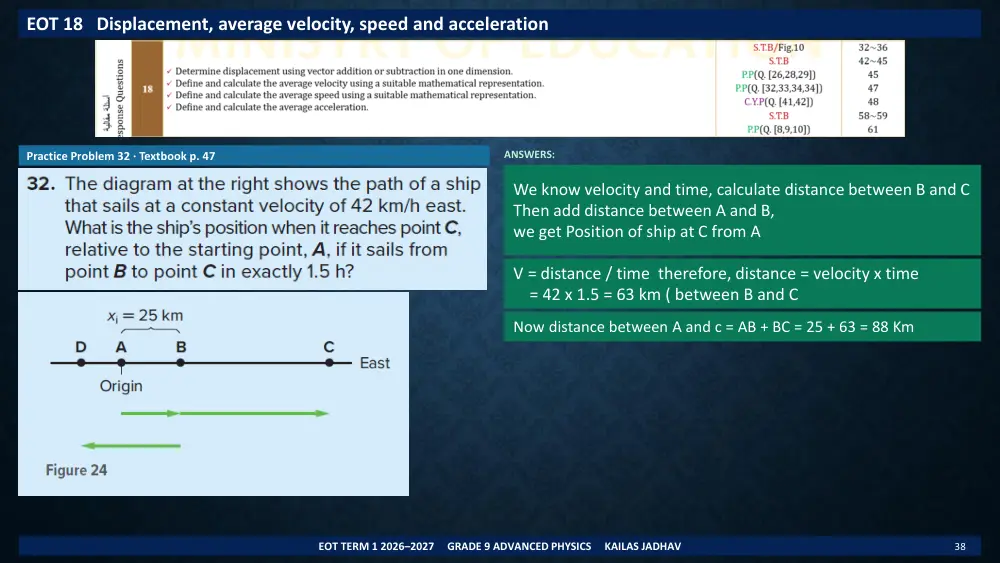 EOT 18 Displacement, average velocity, speed and acceleration
MINISTRY OF EDUCATION
أسئلة مقالية
esponse Questions
18
✓ Determine displacement using vector addition or subtraction in one dimension.
✓ Define and calculate the average velocity using a suitable mathematical representation.
✓ Define and calculate the average speed using a suitable mathematical representation.
✓ Define and calculate the average acceleration.
S.T.B/Fig.10 32~36
S.T.B 42~45
P.P(Q. [26,28,29]) 45
P.P(Q. [32,33,34,34]) 47
C.Y.P(Q. [41,42]) 48
S.T.B 58~59
P.P(Q. [8,9,10]) 61
Practice Problem 32 · Textbook p. 47
32. The diagram at the right shows the path of a ship
that sails at a constant velocity of 42 km/h east.
What is the ship's position when it reaches point C,
relative to the starting point, A, if it sails from
point B to point C in exactly 1.5 h?
xi = 25 km
D A B C
East
Origin
Figure 24
ANSWERS:
We know velocity and time, calculate distance between B and C
Then add distance between A and B,
we get Position of ship at C from A
V = distance / time therefore, distance = velocity x time
= 42 x 1.5 = 63 km ( between B and C
Now distance between A and c = AB + BC = 25 + 63 = 88 Km
EOT TERM 1 2026–2027 GRADE 9 ADVANCED PHYSICS KAILAS JADHAV
38